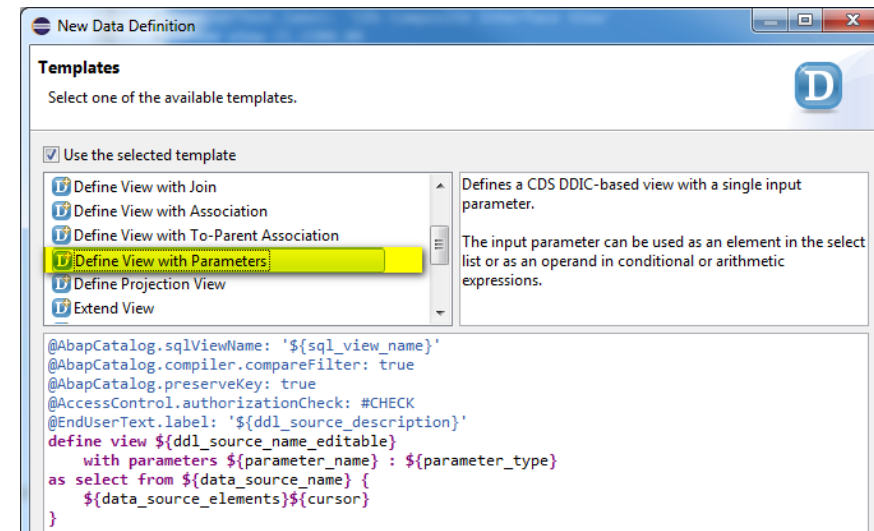 New Data Definition
Templates
Select one of the available templates.
D
Use the selected template
Define View with Join
Define View with Association
Define View with To-Parent Association
Define View with Parameters
Define Projection View
Extend View
Defines a CDS DDIC-based view with a single input
parameter.
The input parameter can be used as an element in the select
list or as an operand in conditional or arithmetic
expressions.
@AbapCatalog.sqlViewName: '${sql_view_name}'
@AbapCatalog.compiler.compareFilter: true
@AbapCatalog.preserveKey: true
@AccessControl.authorizationCheck: #CHECK
@EndUserText.label: '${ddl_source_description}'
define view ${ddl_source_name_editable}
with parameters ${parameter_name} : ${parameter_type}
as select from ${data_source_name} {
${data_source_elements}${cursor}
}